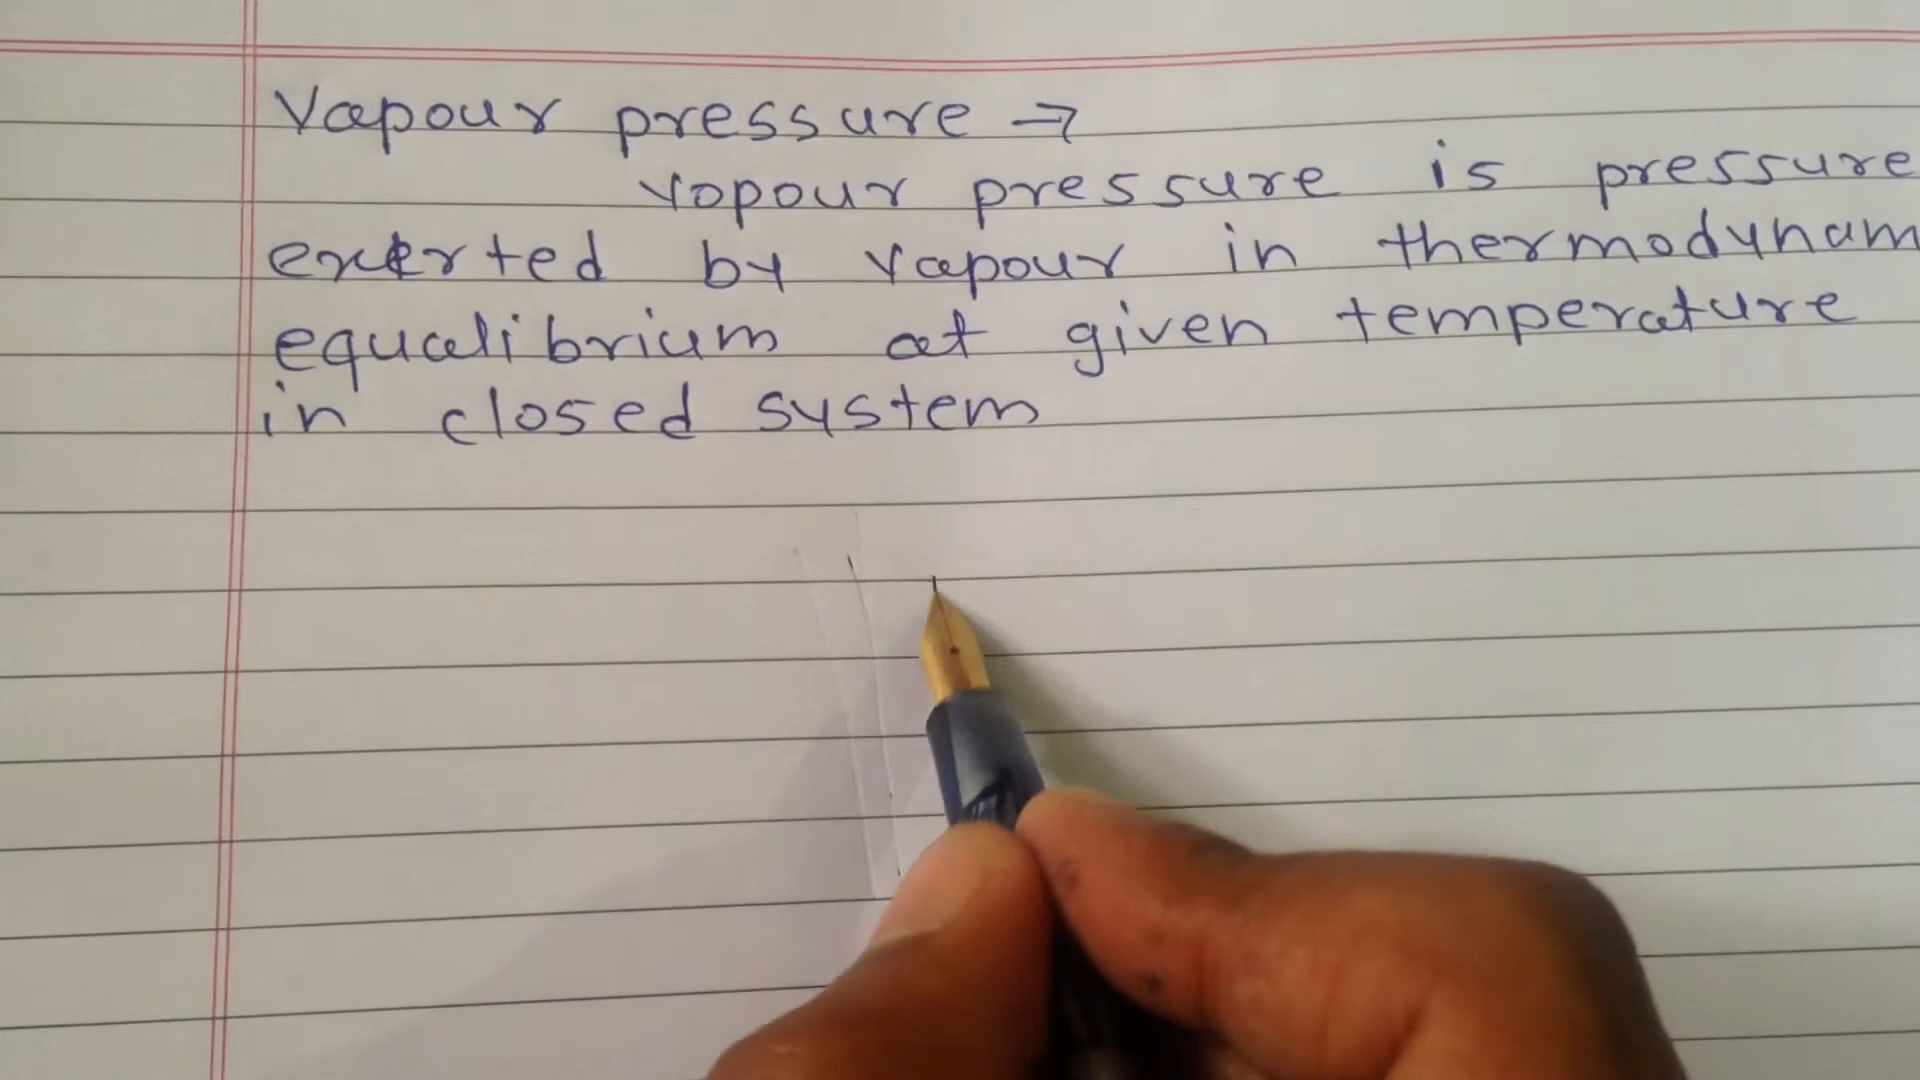 Vapour pressure →
Vopour pressure is pressure
exerted by vapour in thermodynam
equalibrium at given temperature
in closed system